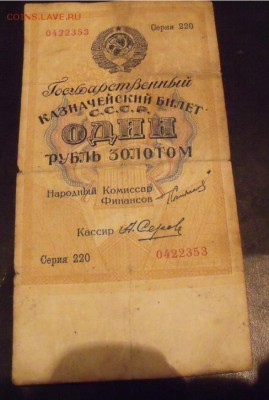 COINS.LAVE.RU
0422353 Серия 220
Государственный
КАЗНАЧЕЙСКИЙ БИЛЕТ
С.С.С.Р.
ОДИН
РУБЛЬ ЗОЛОТОМ
Народный Комиссар
Финансов
Кассир А. Серов
Серия 220 0422353